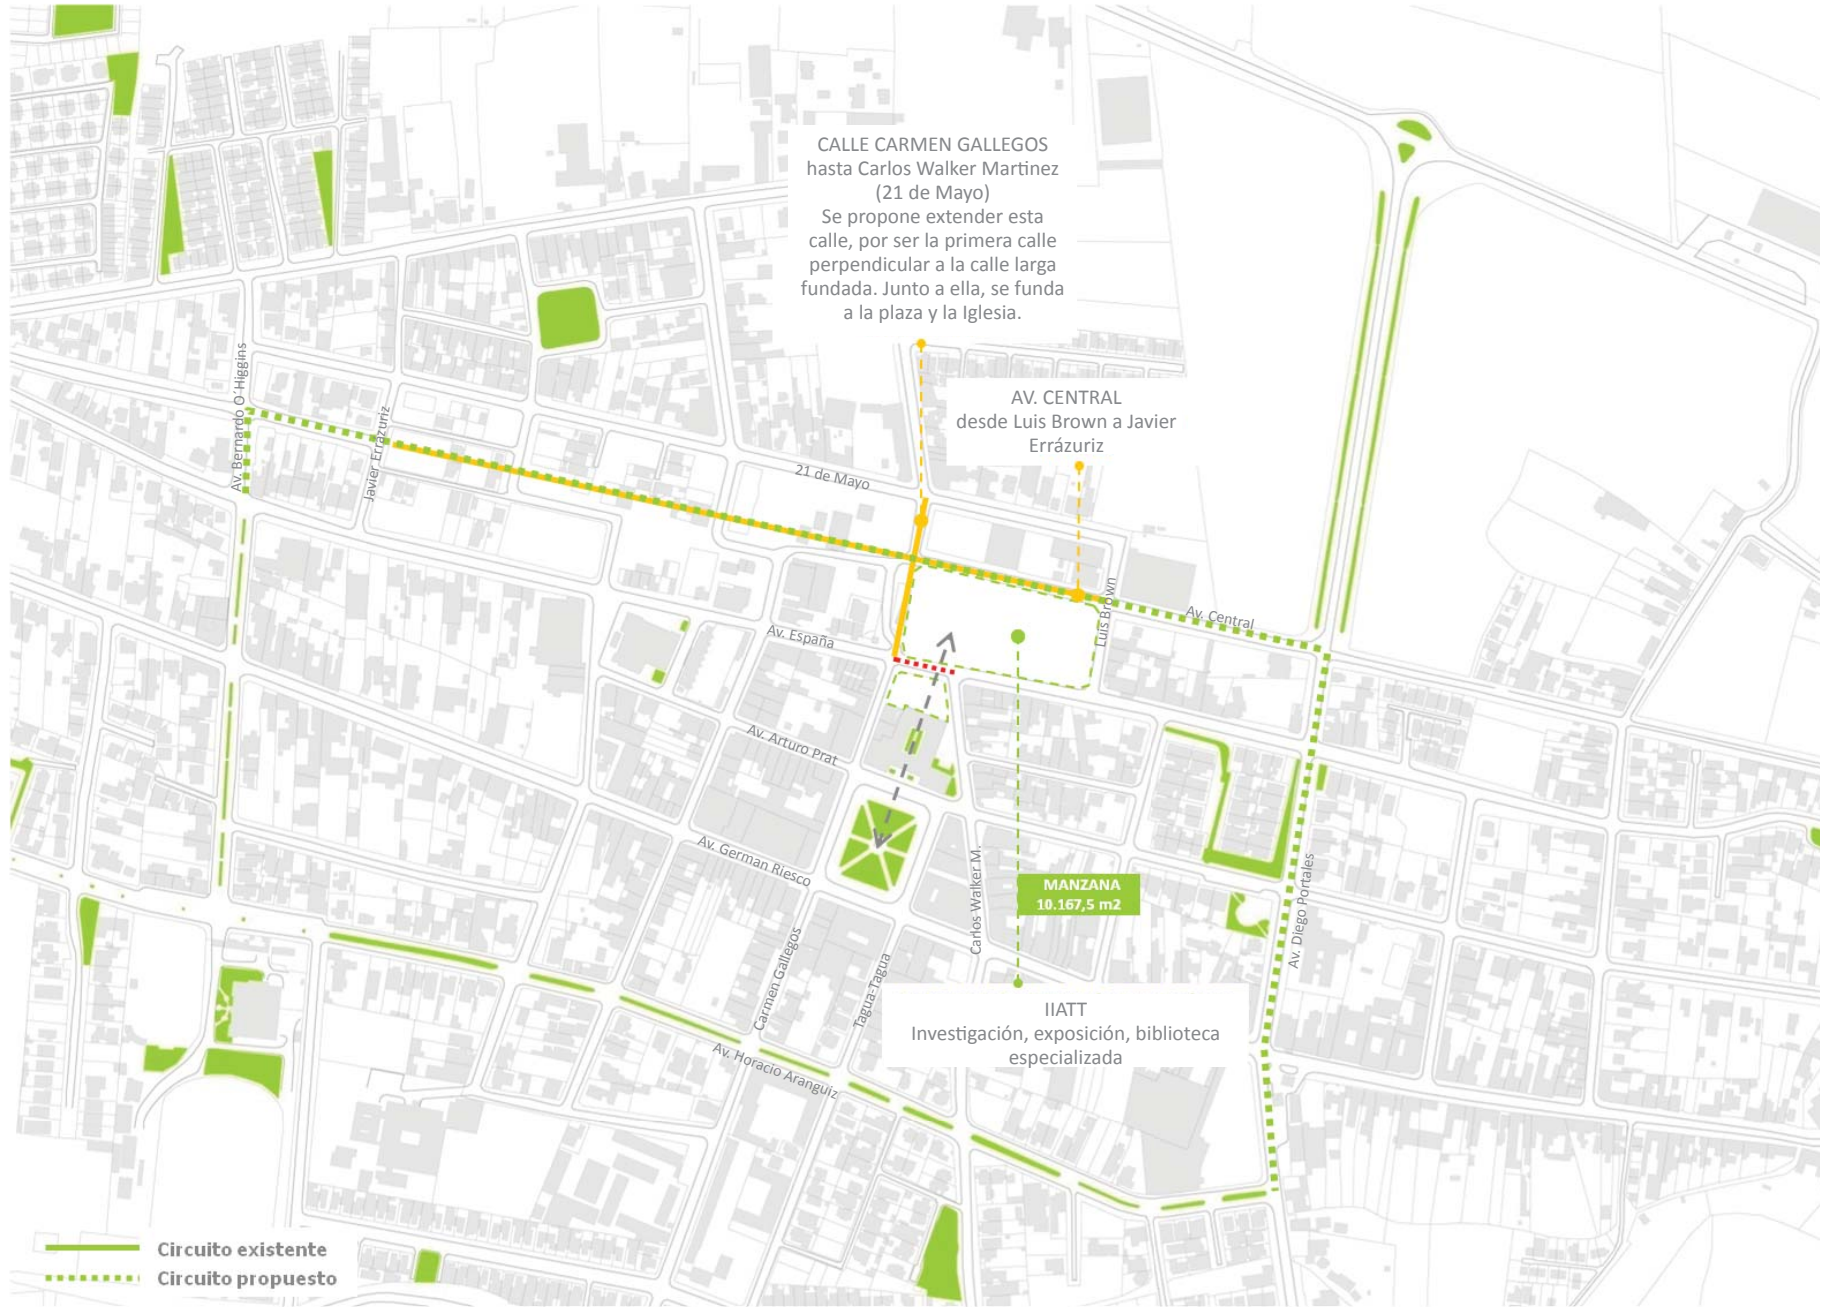 CALLE CARMEN GALLEGOS
hasta Carlos Walker Martinez
(21 de Mayo)
Se propone extender esta
calle, por ser la primera calle
perpendicular a la calle larga
fundada. Junto a ella, se funda
a la plaza y la Iglesia.
AV. CENTRAL
desde Luis Brown a Javier
Errázuriz
Av. Bernardo O´Higgins
Javier Errázuriz
21 de Mayo
Luis Brown
Av. Central
Av. España
Av. Arturo Prat
Av. German Riesco
Carlos Walker M.
MANZANA
10.167,5 m2
Av. Diego Portales
Carmen Gallegos
Tagua-Tagua
IIATT
Investigación, exposición, biblioteca
especializada
Av. Horacio Aranguiz
Circuito existente
Circuito propuesto